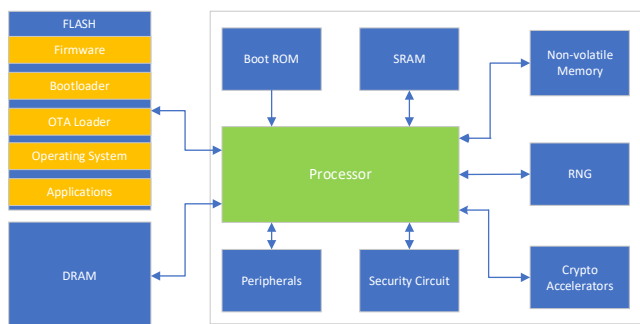 FLASH
Firmware
Bootloader
OTA Loader
Operating System
Applications
DRAM
Boot ROM
SRAM
Non-volatile
Memory
Processor
RNG
Peripherals
Security Circuit
Crypto
Accelerators